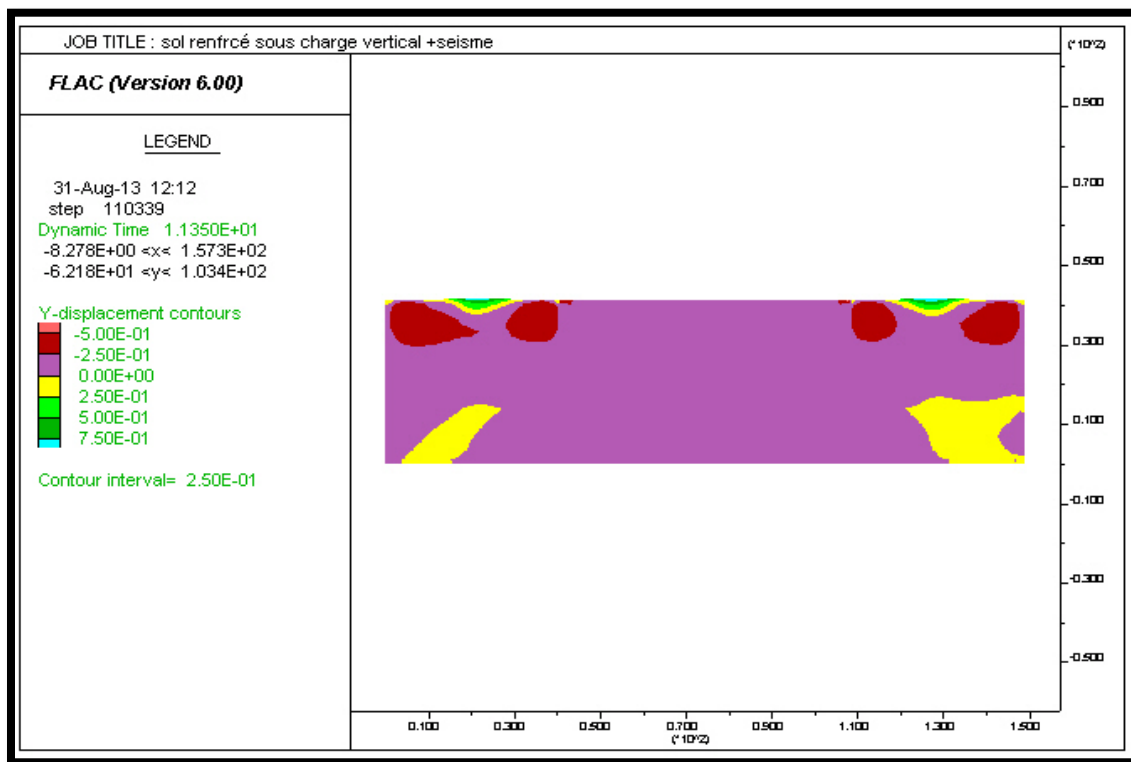 JOB TITLE : sol renfrcé sous charge vertical +seisme
(*10^2)
FLAC (Version 6.00)
LEGEND
31-Aug-13 12:12
step 110339
Dynamic Time 1.1350E+01
-8.278E+00 <x< 1.573E+02
-6.218E+01 <y< 1.034E+02
Y-displacement contours
-5.00E-01
-2.50E-01
0.00E+00
2.50E-01
5.00E-01
7.50E-01
Contour interval= 2.50E-01
0.900
0.700
0.500
0.300
0.100
-0.100
-0.300
-0.500
0.100 0.300 0.500 0.700 0.900 1.100 1.300 1.500
(*10^2)